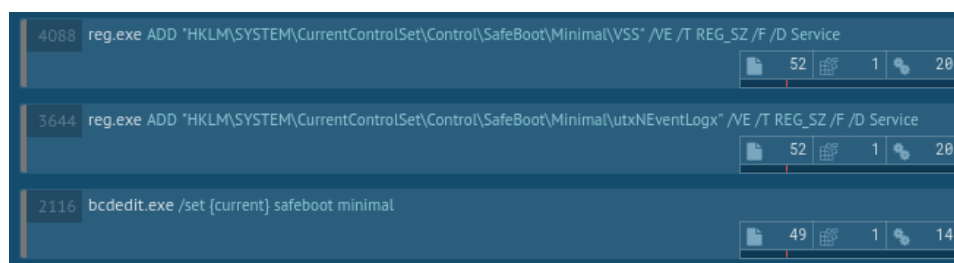 4088 reg.exe ADD "HKLM\SYSTEM\CurrentControlSet\Control\SafeBoot\Minimal\VSS" /VE /T REG_SZ /F /D Service
52 1 20
3644 reg.exe ADD "HKLM\SYSTEM\CurrentControlSet\Control\SafeBoot\Minimal\utxNEventLogx" /VE /T REG_SZ /F /D Service
52 1 20
2116 bcdedit.exe /set {current} safeboot minimal
49 1 14